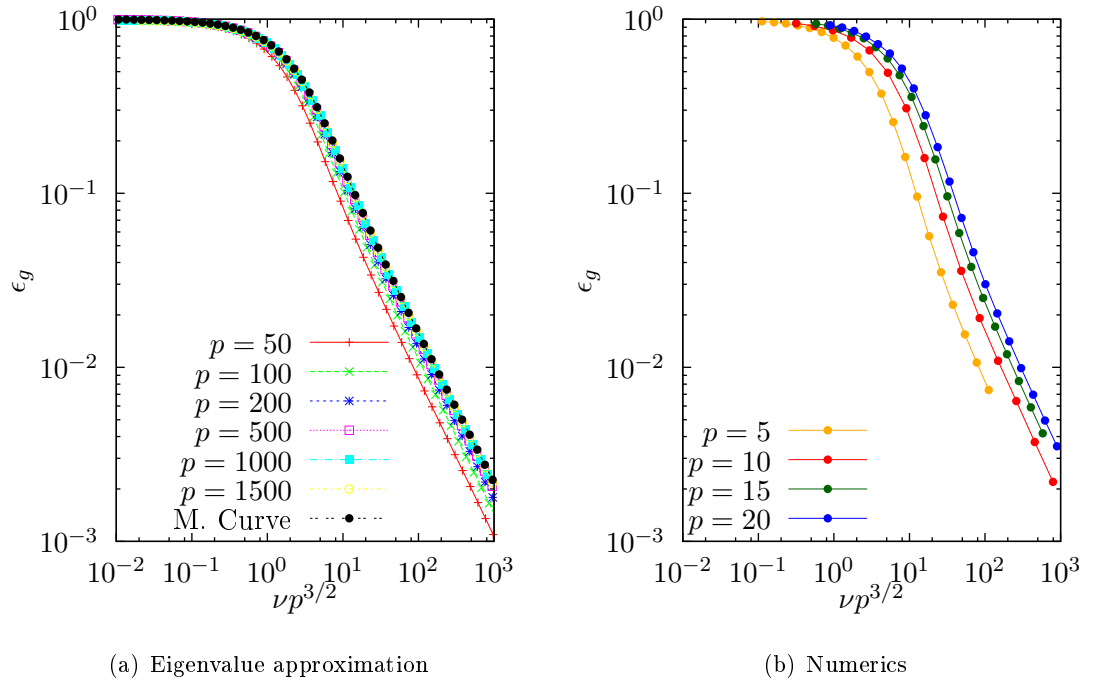 10^0
10^{-1}
10^{-2}
10^{-3}
ϵ_g
p = 50
p = 100
p = 200
p = 500
p = 1000
p = 1500
M. Curve
10^{-2} 10^{-1} 10^0 10^1 10^2 10^3
νp^{3/2}
(a) Eigenvalue approximation
10^0
10^{-1}
10^{-2}
10^{-3}
ϵ_g
p = 5
p = 10
p = 15
p = 20
10^{-2} 10^{-1} 10^0 10^1 10^2 10^3
νp^{3/2}
(b) Numerics